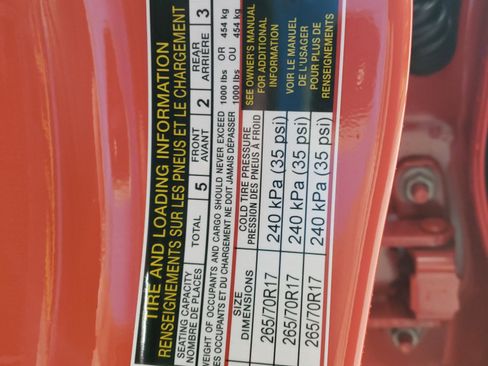 TIRE AND LOADING INFORMATION
RENSEIGNEMENTS SUR LES PNEUS ET LE CHARGEMENT
SEATING CAPACITY
NOMBRE DE PLACES
TOTAL 5 FRONT
AVANT 2 REAR
ARRIÈRE 3
WEIGHT OF OCCUPANTS AND CARGO SHOULD NEVER EXCEED 1000 lbs OR 454 kg
ES OCCUPANTS ET DU CHARGEMENT NE DOIT JAMAIS DÉPASSER 1000 lbs OU 454 kg
SIZE
DIMENSIONS
COLD TIRE PRESSURE
PRESSION DES PNEUS À FROID
265/70R17 240 kPa (35 psi)
265/70R17 240 kPa (35 psi)
265/70R17 240 kPa (35 psi)
SEE OWNER'S MANUAL
FOR ADDITIONAL
INFORMATION
VOIR LE MANUEL
DE L'USAGER
POUR PLUS DE
RENSEIGNEMENTS